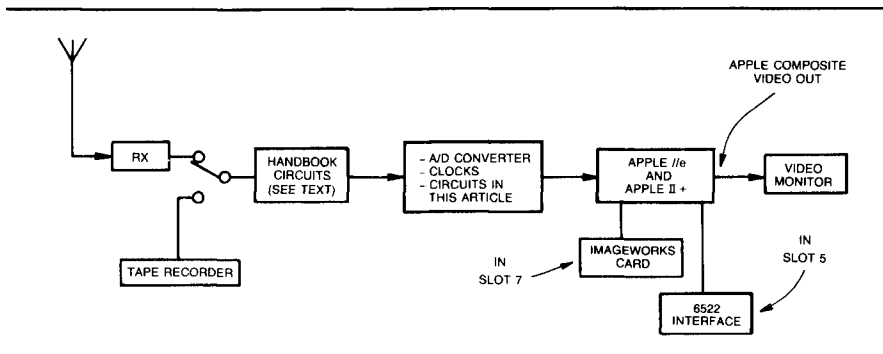 APPLE COMPOSITE
VIDEO OUT
RX
HANDBOOK
CIRCUITS
(SEE TEXT)
- A/D CONVERTER
- CLOCKS
- CIRCUITS IN
THIS ARTICLE
APPLE //e
AND
APPLE II +
VIDEO
MONITOR
TAPE RECORDER
IN
SLOT 7
IMAGEWORKS
CARD
IN
SLOT 5
6522
INTERFACE